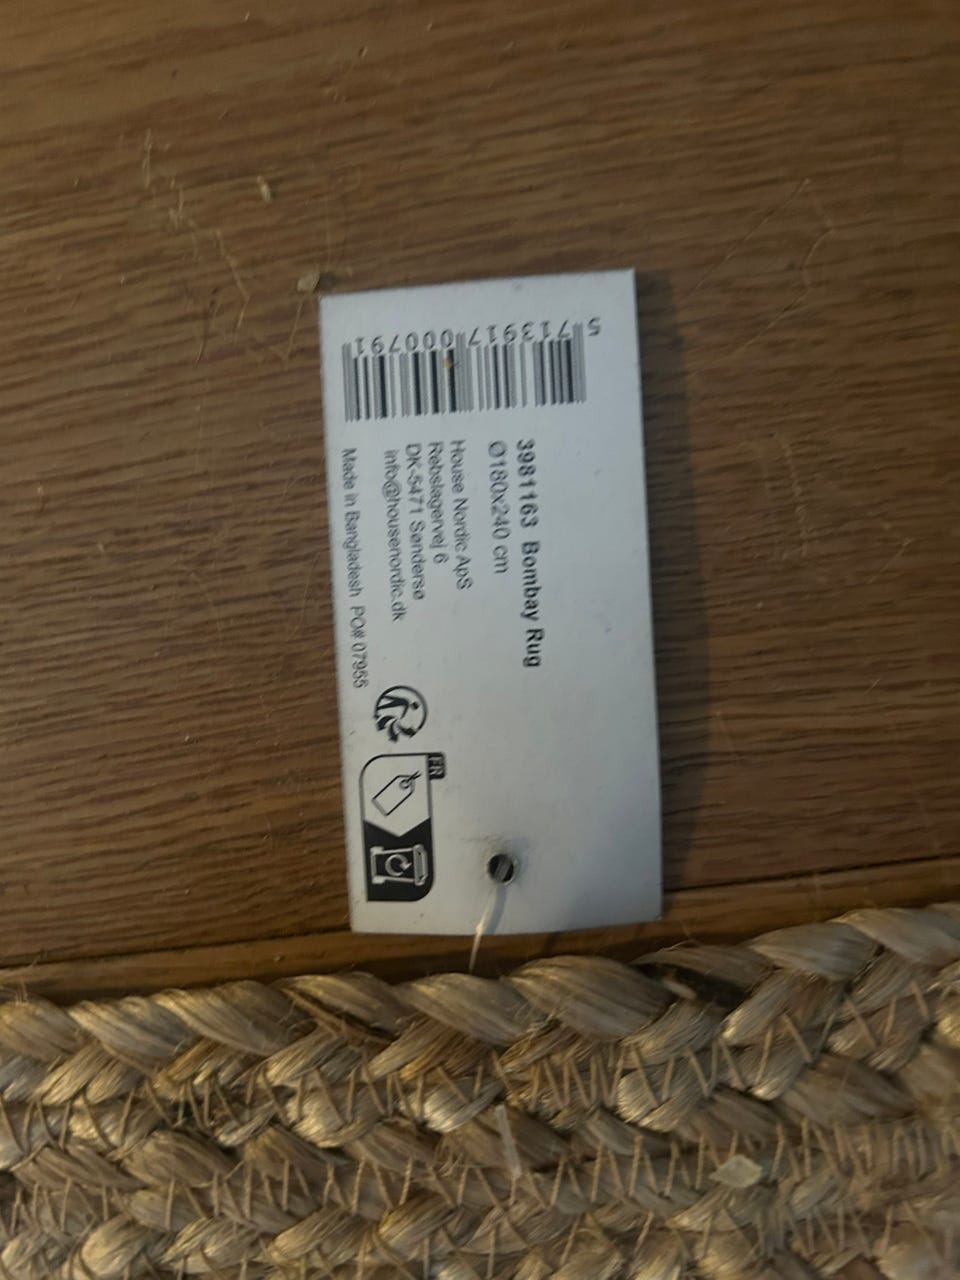 3981163 Bombay Rug
Ø180x240 cm
House Nordic ApS
Rebslagervej 6
DK-5471 Søndersø
info@housenordic.dk
Made in Bangladesh PO# 07955
5 713917 000791
FR